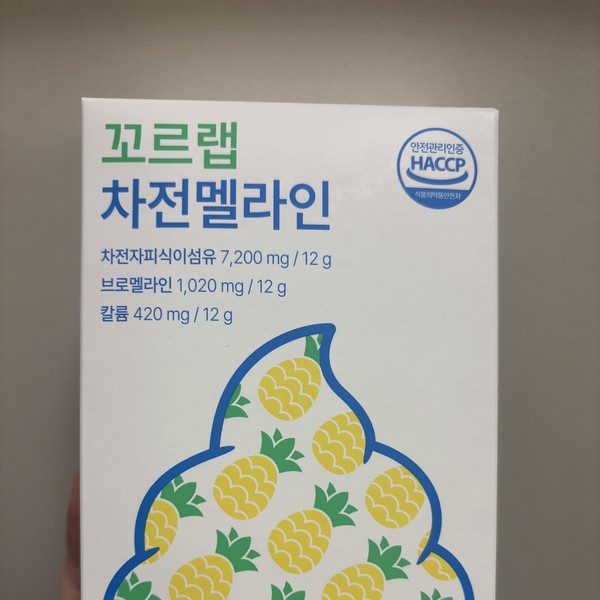 꼬르랩
차전멜라인
차전자피식이섬유 7,200 mg / 12 g
브로멜라인 1,020 mg / 12 g
칼륨 420 mg / 12 g
안전관리인증
HACCP
식품의약품안전처